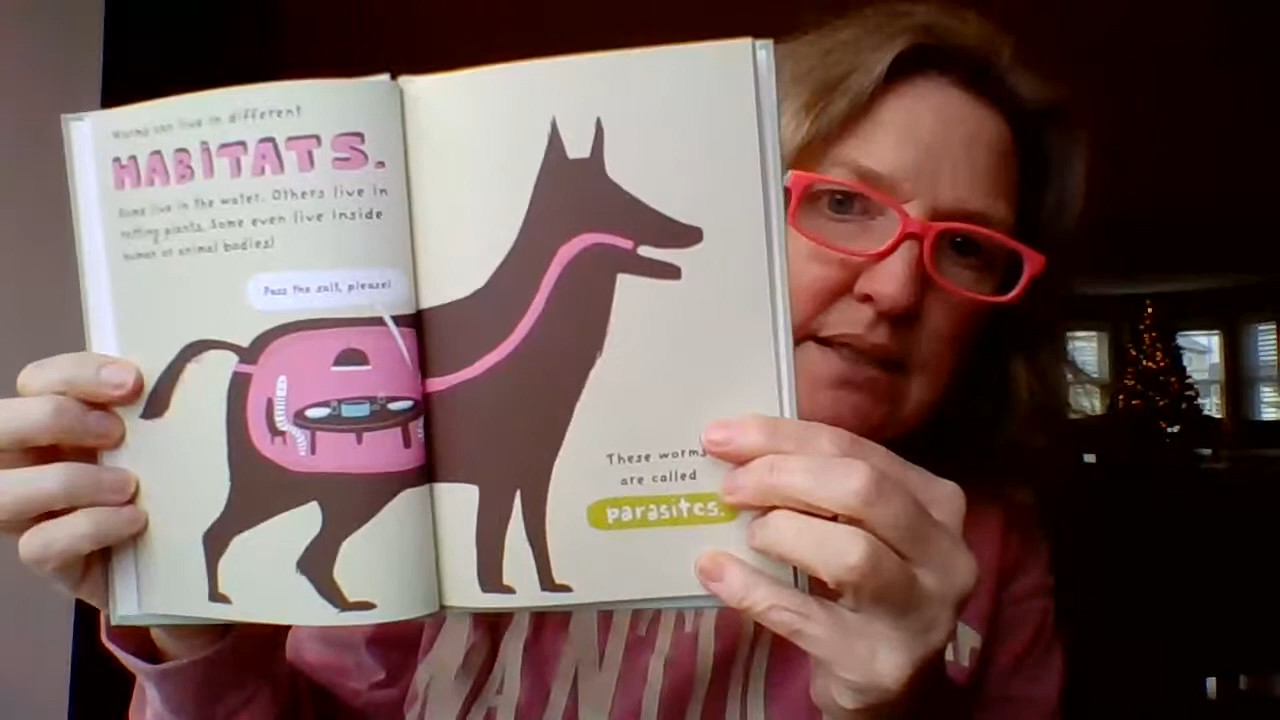 Worms can live in different
HABITATS.
Some live in the water. Others live in
rotting plants. Some even live inside
human or animal bodies!
Pass the salt, please!
These worms
are called
parasites.